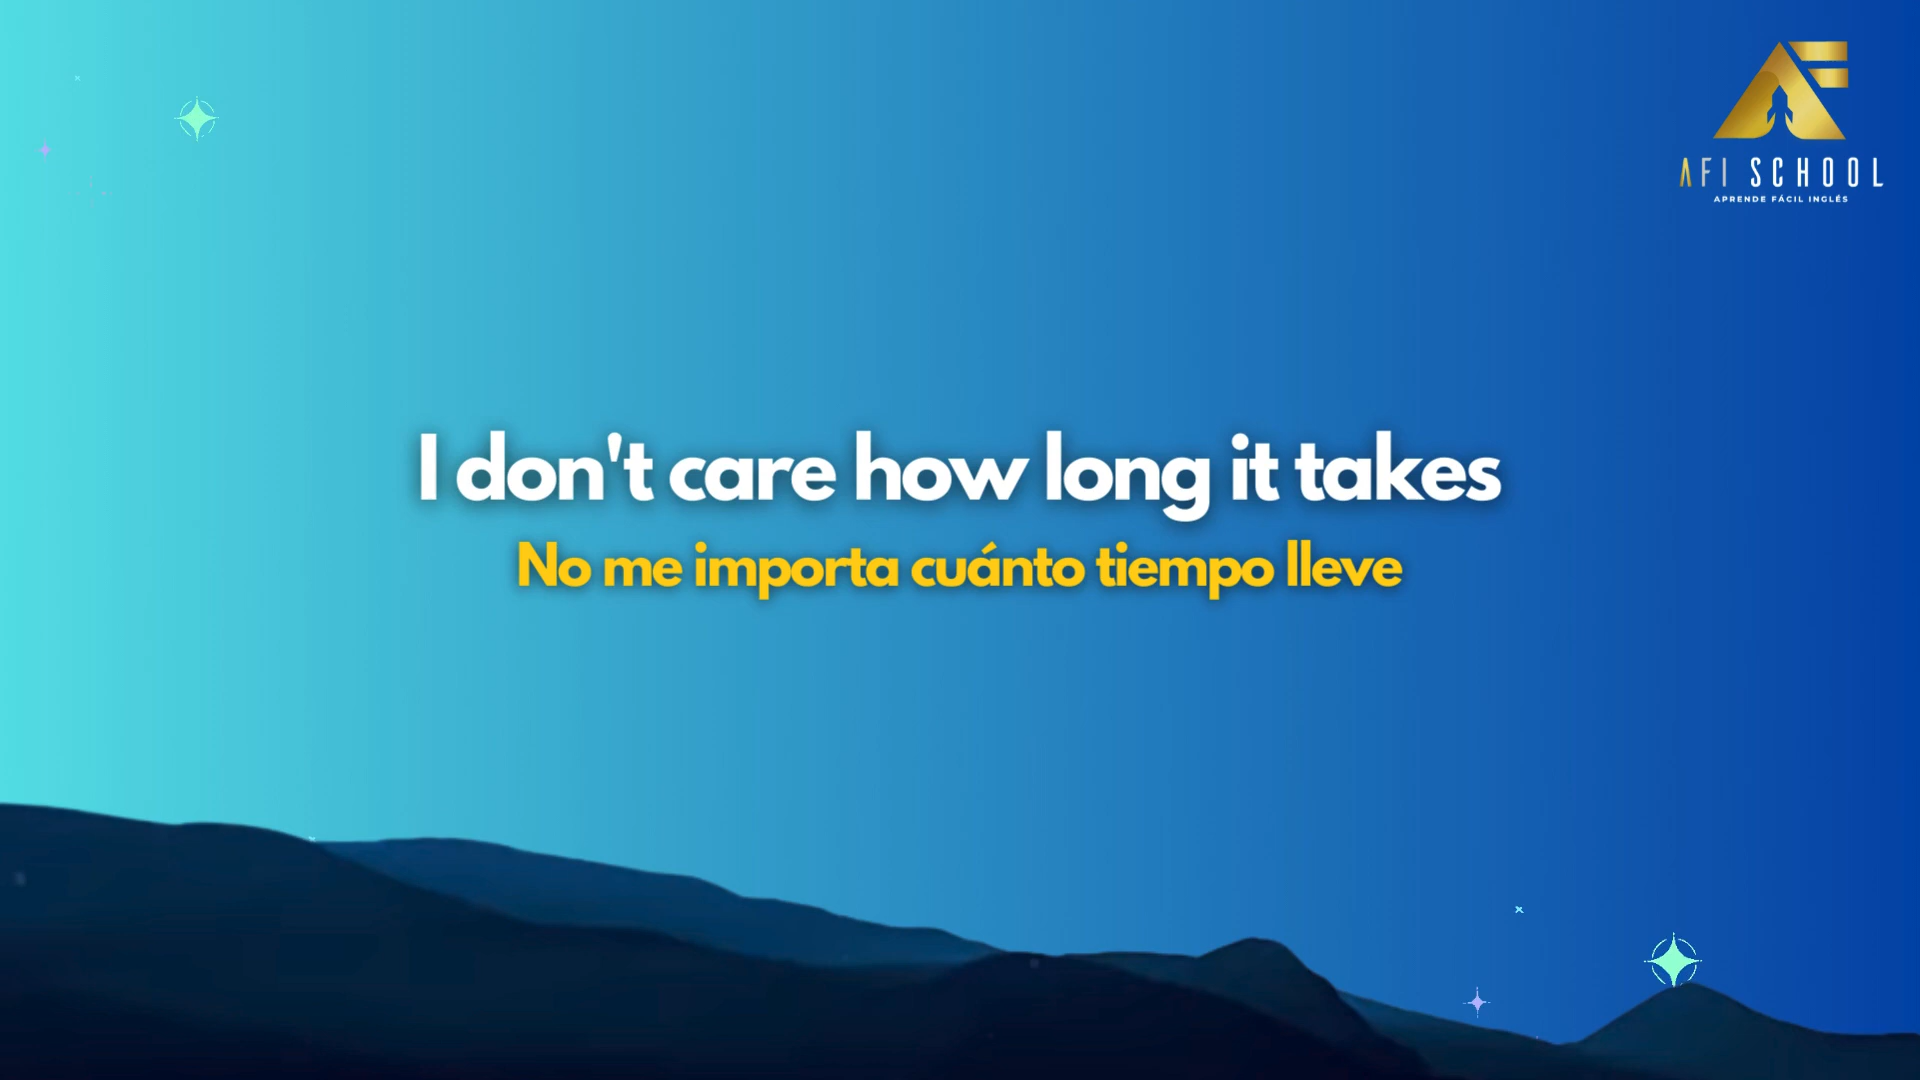 AFI SCHOOL
APRENDE FÁCIL INGLÉS
I don't care how long it takes
No me importa cuánto tiempo lleve